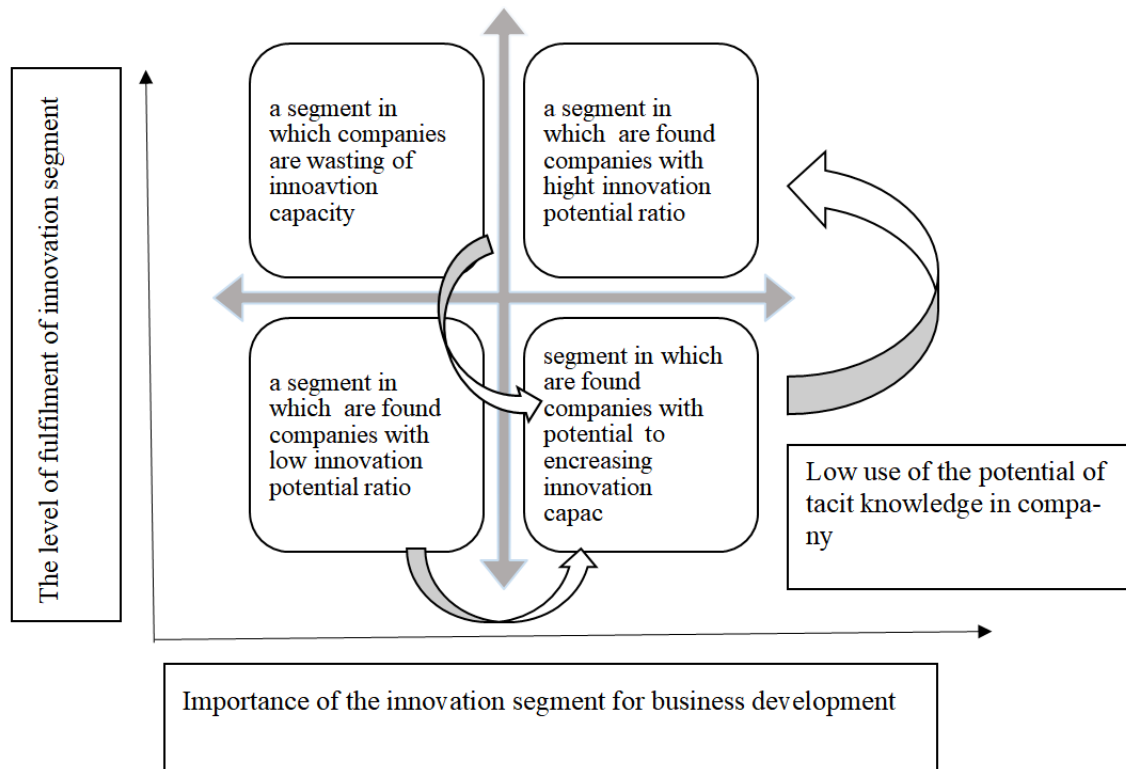 The level of fulfilment of innovation segment
a segment in
which companies
are wasting of
innoavtion
capacity
a segment in
which are found
companies with
hight innovation
potential ratio
a segment in
which are found
companies with
low innovation
potential ratio
segment in which
are found
companies with
potential to
encreasing
innovation
capac
Low use of the potential of
tacit knowledge in compa-
ny
Importance of the innovation segment for business development